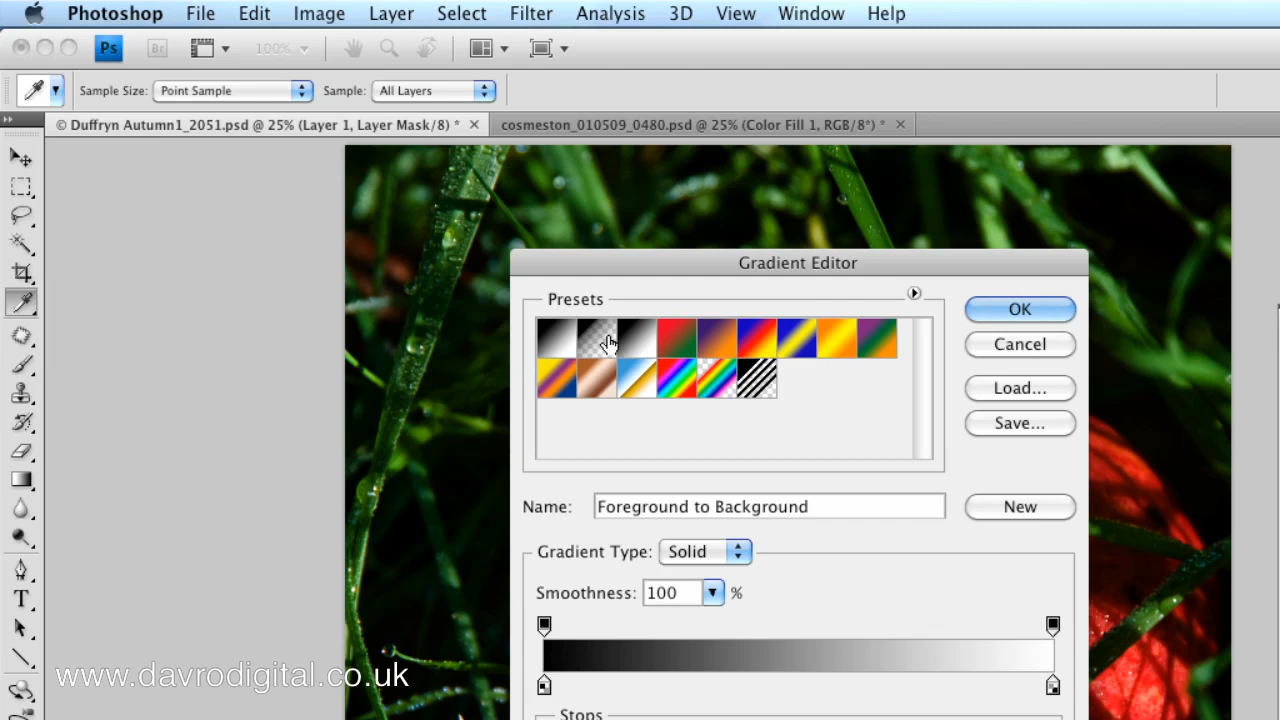 Photoshop File Edit Image Layer Select Filter Analysis 3D View Window Help
Ps Br 100%
Sample Size: Point Sample Sample: All Layers
© Duffryn Autumn1_2051.psd @ 25% (Layer 1, Layer Mask/8) * cosmeston_010509_0480.psd @ 25% (Color Fill 1, RGB/8*) *
Gradient Editor
Presets
OK
Cancel
Load...
Save...
Name: Foreground to Background New
Gradient Type: Solid
Smoothness: 100 %
www.davrodigital.co.uk
Stops